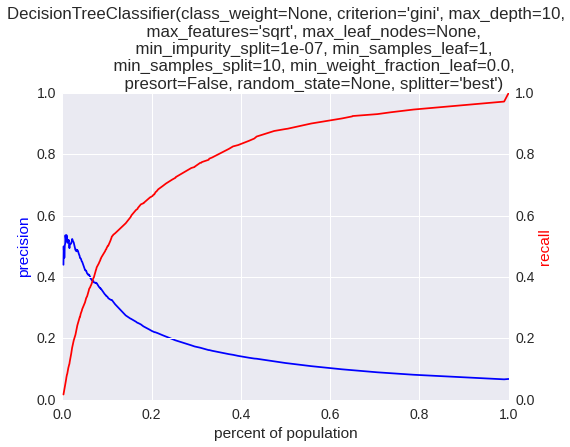 DecisionTreeClassifier(class_weight=None, criterion='gini', max_depth=10,
max_features='sqrt', max_leaf_nodes=None,
min_impurity_split=1e-07, min_samples_leaf=1,
min_samples_split=10, min_weight_fraction_leaf=0.0,
presort=False, random_state=None, splitter='best')
1.0
0.8
0.6
0.4
0.2
0.0
precision
1.0
0.8
0.6
0.4
0.2
0.0
recall
0.0 0.2 0.4 0.6 0.8 1.0
percent of population